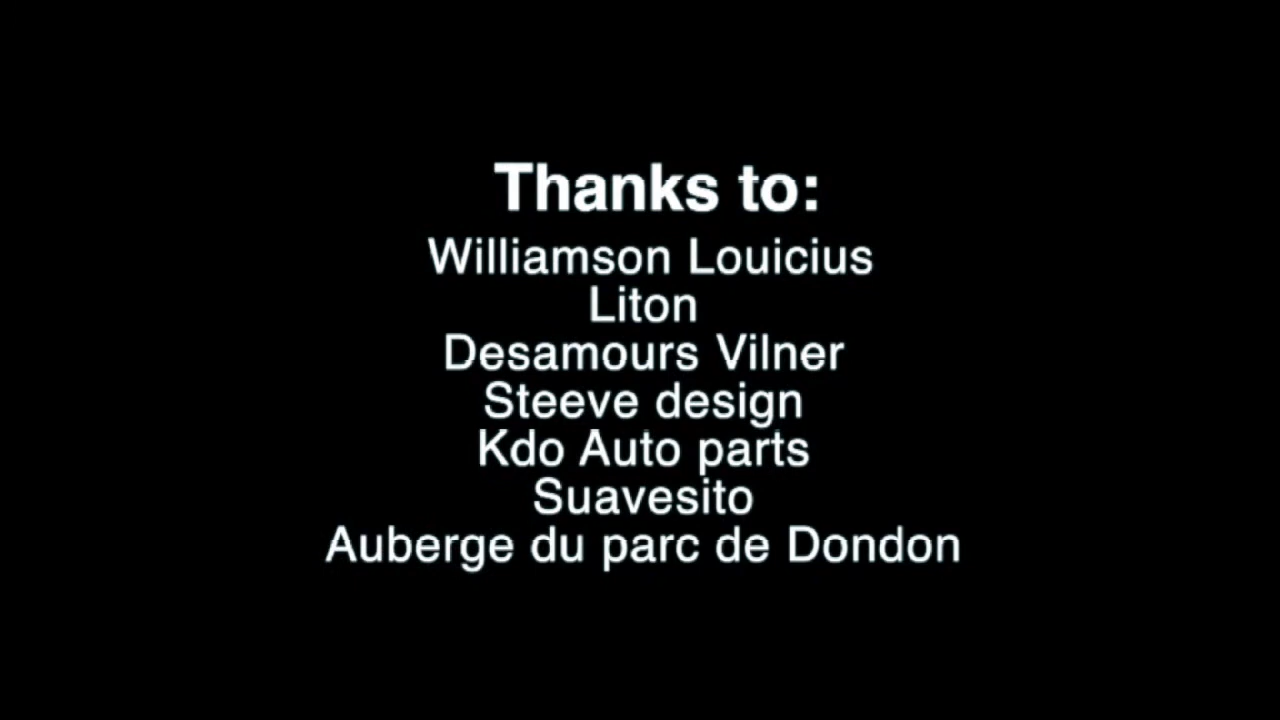 Thanks to:
Williamson Louicius
Liton
Desamours Vilner
Steeve design
Kdo Auto parts
Suavesito
Auberge du parc de Dondon